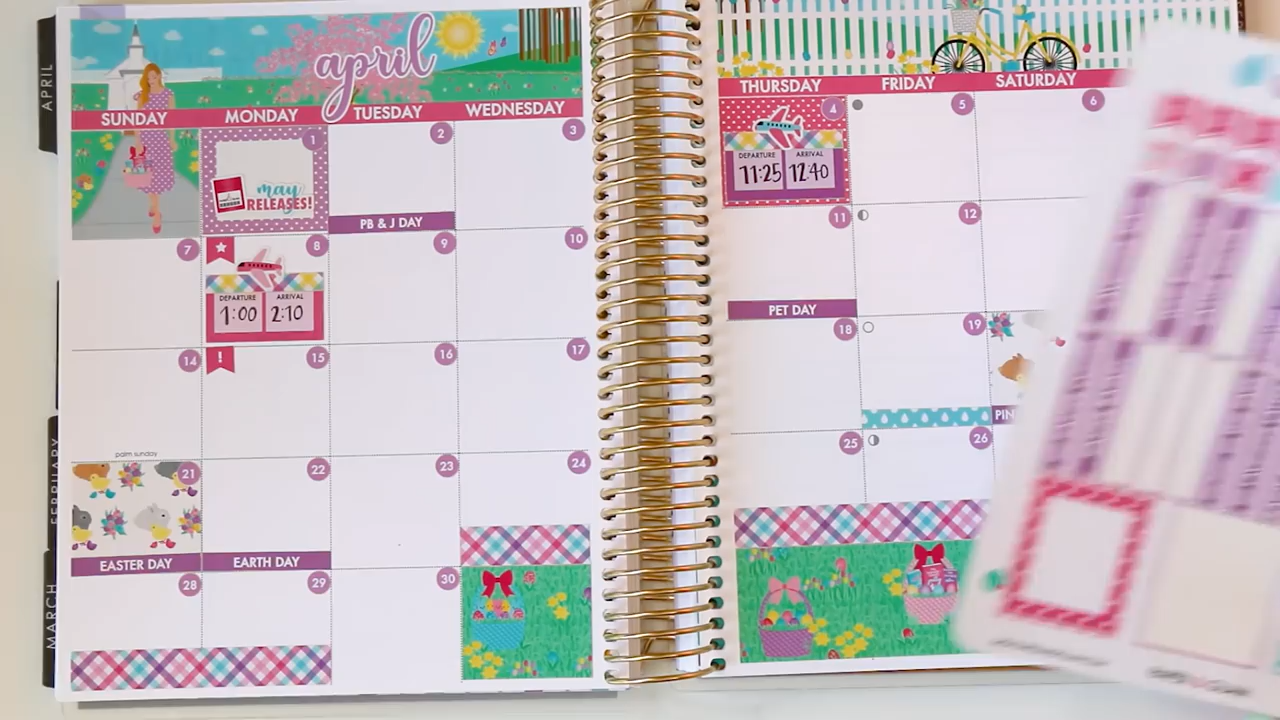 APRIL
FEBRUARY
MARCH
april
SUNDAY MONDAY TUESDAY WEDNESDAY THURSDAY FRIDAY SATURDAY
1 2 3 4 5 6
may
RELEASES!
DEPARTURE ARRIVAL
11:25 12:40
PB & J DAY
7 8 9 10 11 12
DEPARTURE ARRIVAL
1:00 2:10
PET DAY
14 15 16 17 18 19
palm sunday
21 22 23 24 25 26
EASTER DAY
EARTH DAY
28 29 30